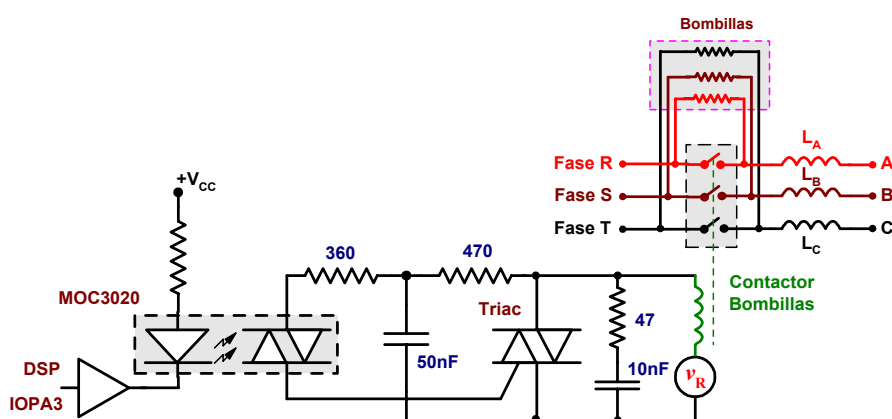 Bombillas
Fase R
L_A
A
Fase S
L_B
B
Fase T
L_C
C
+V_CC
360
470
MOC3020
Triac
Contactor
Bombillas
47
DSP
IOPA3
50nF
10nF
v_R